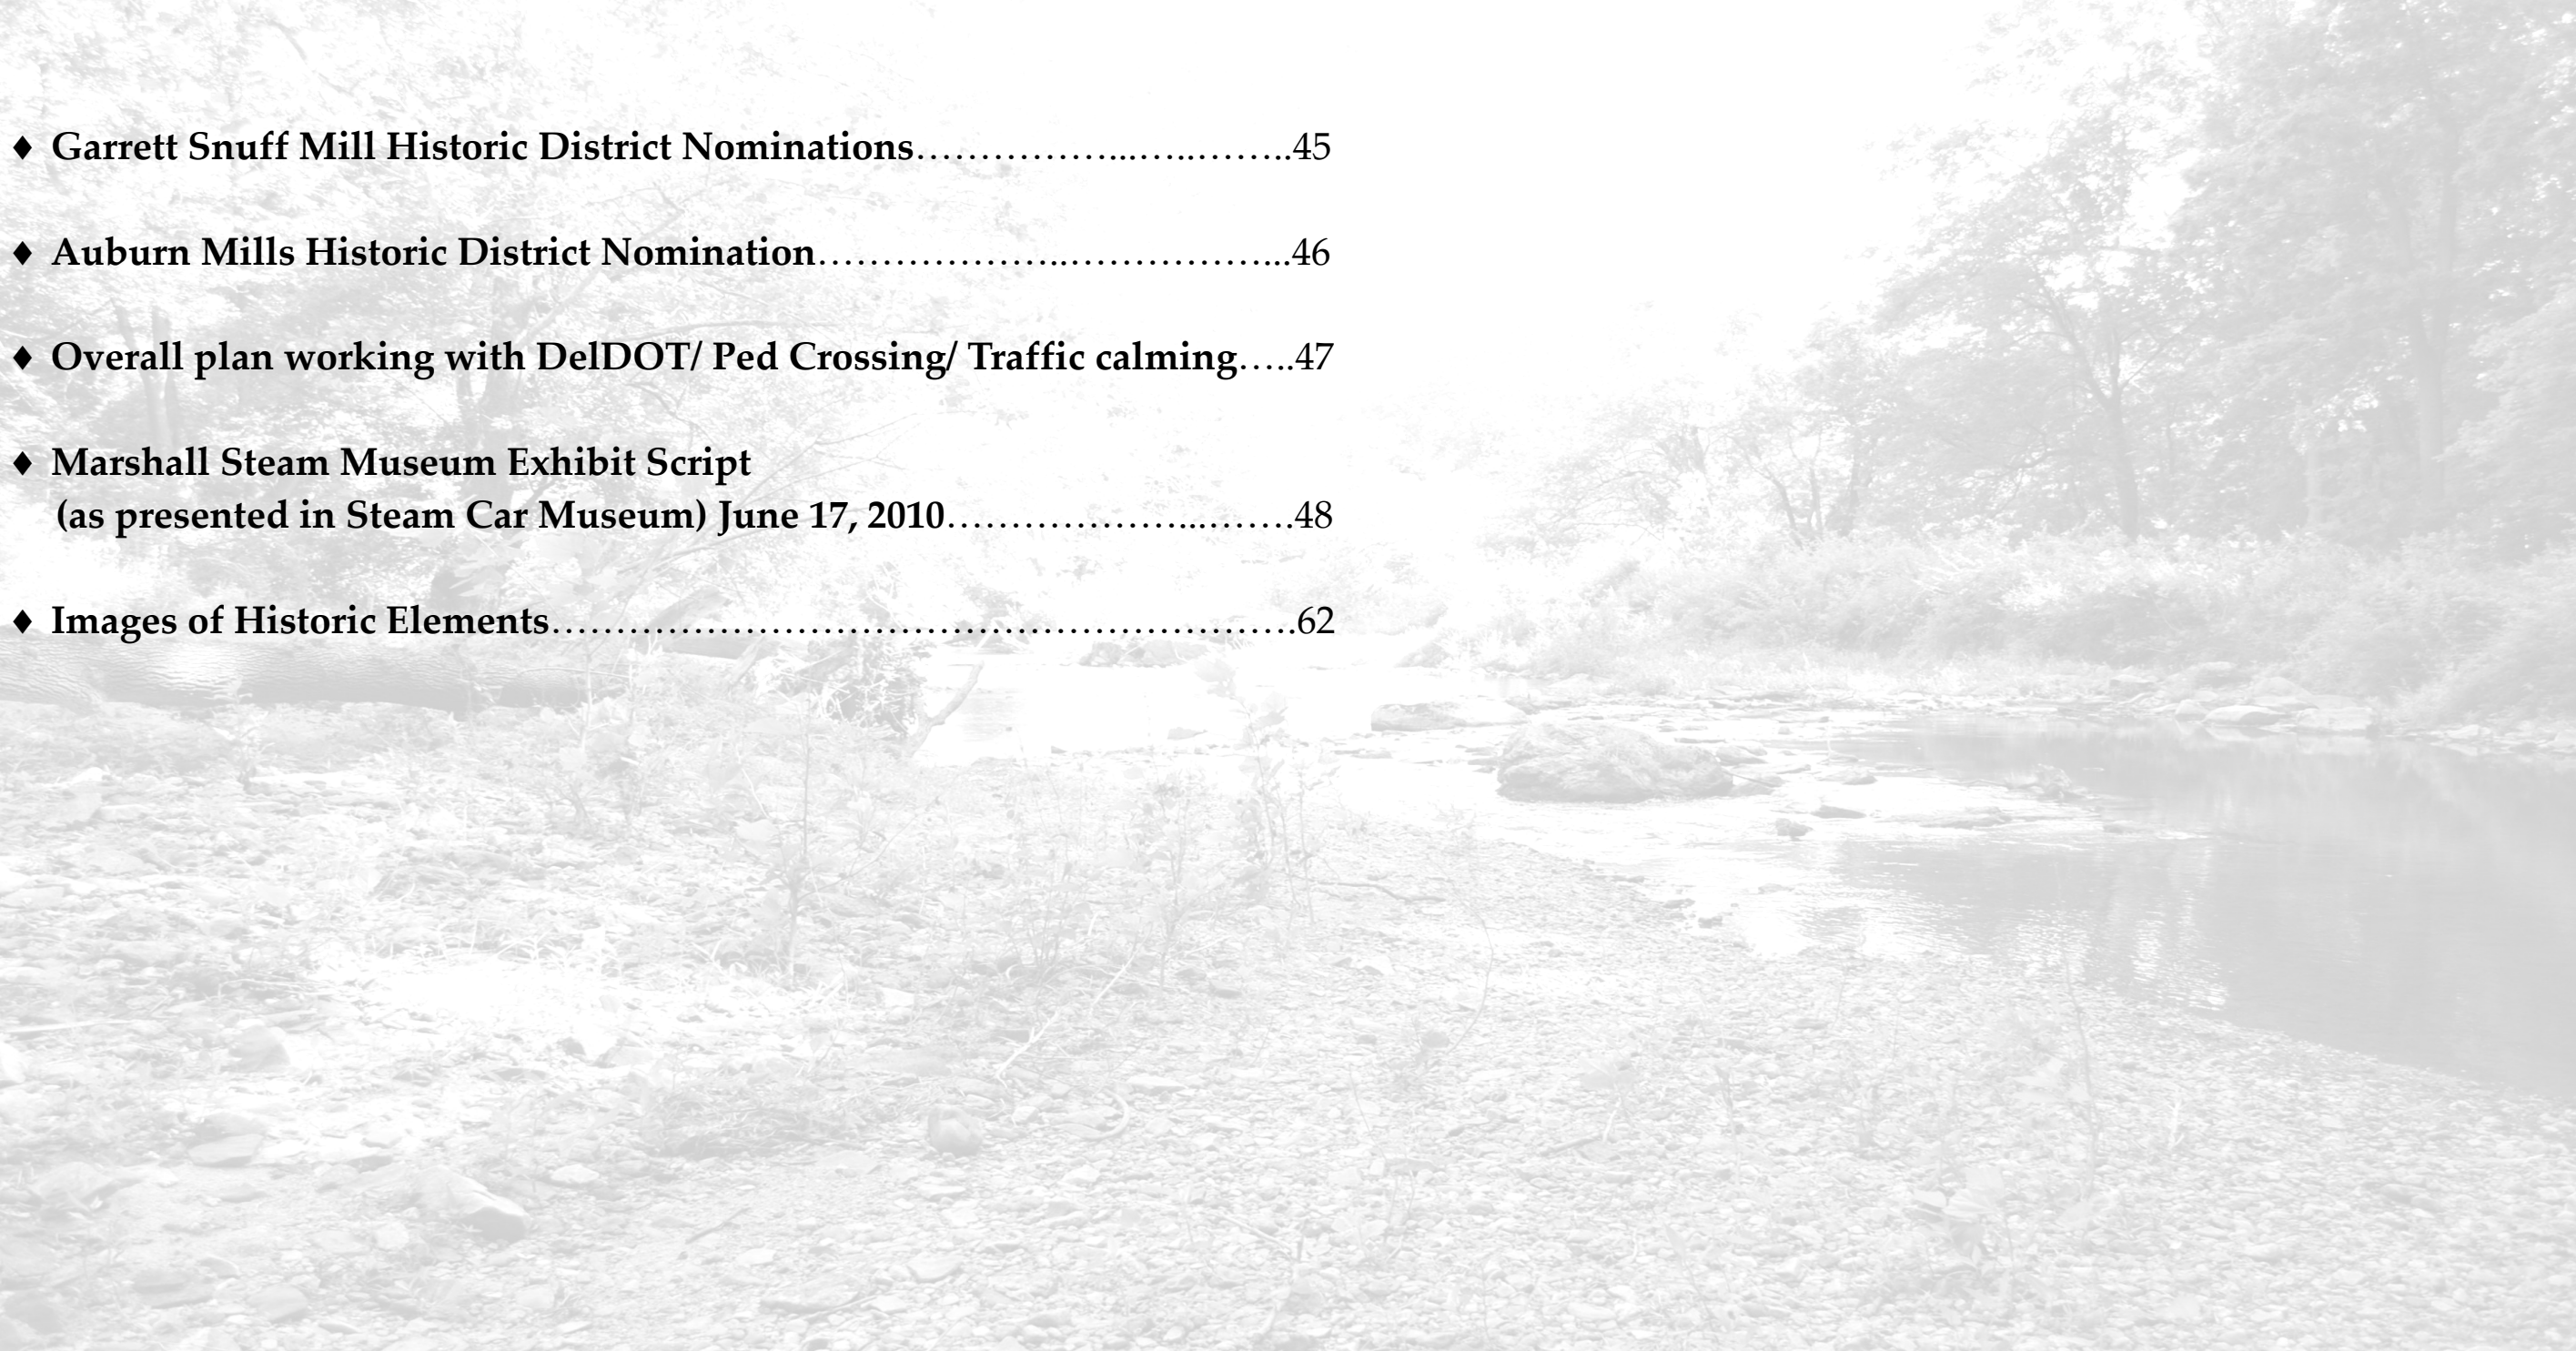 ♦ Garrett Snuff Mill Historic District Nominations……………...…..……..45
♦ Auburn Mills Historic District Nomination………………..……………...46
♦ Overall plan working with DelDOT/ Ped Crossing/ Traffic calming…..47
♦ Marshall Steam Museum Exhibit Script
(as presented in Steam Car Museum) June 17, 2010………………...…….48
♦ Images of Historic Elements………………………………………………….62